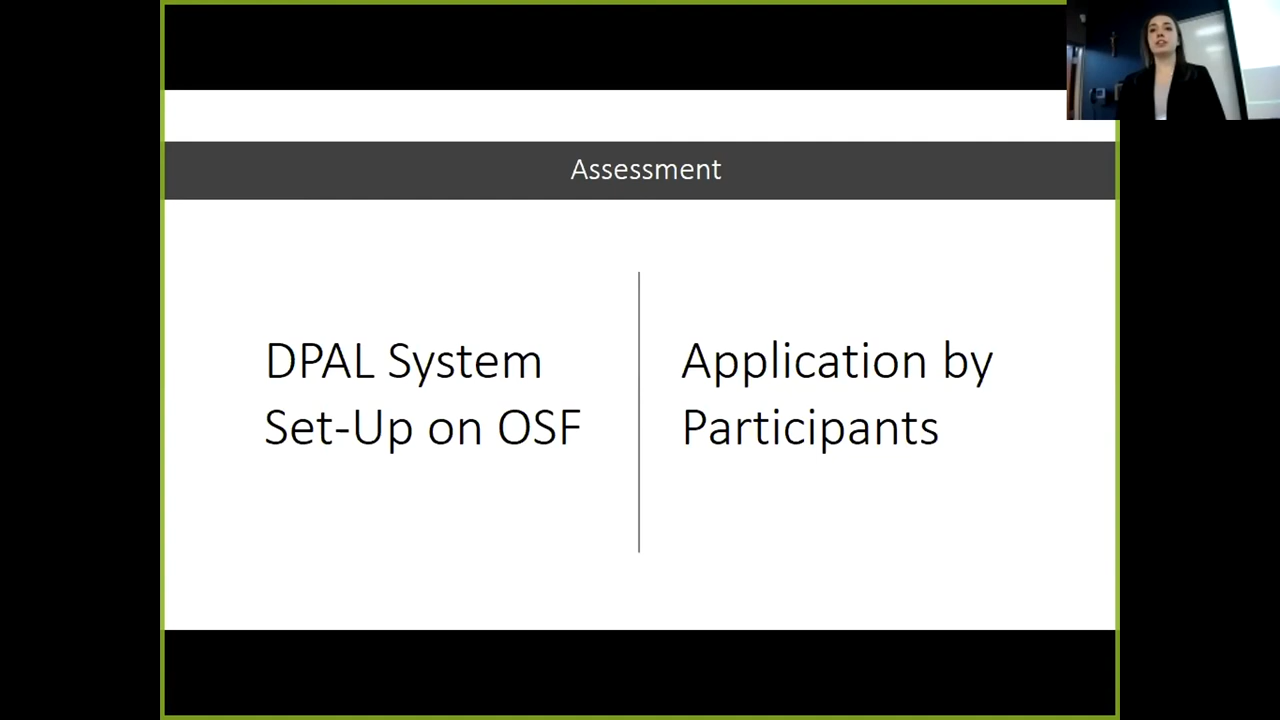 Assessment
DPAL System
Set-Up on OSF
Application by
Participants